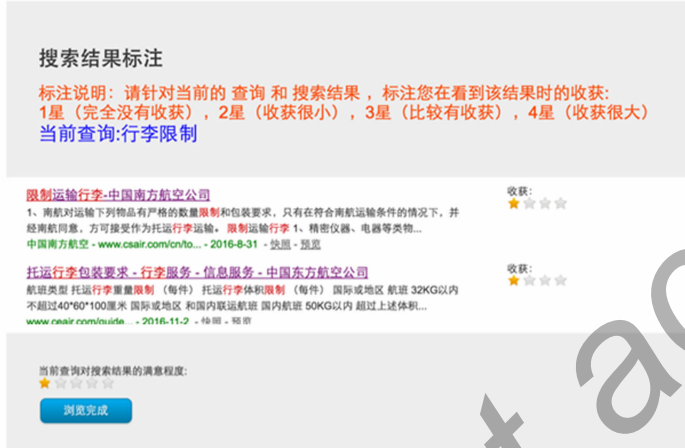 搜索结果标注
标注说明：请针对当前的 查询 和 搜索结果 ，标注您在看到该结果时的收获:
1星（完全没有收获），2星（收获很小），3星（比较有收获），4星（收获很大）
当前查询:行李限制
限制运输行李-中国南方航空公司
收获:
1、南航对运输下列物品有严格的数量限制和包装要求，只有在符合南航运输条件的情况下，并
经南航同意，方可接受作为托运行李运输。 限制运输行李 1、精密仪器、电器等类物...
中国南方航空 - www.csair.com/cn/to... - 2016-8-31 - 快照 - 预览
托运行李包装要求 - 行李服务 - 信息服务 - 中国东方航空公司
收获:
航班类型 托运行李重量限制 （每件） 托运行李体积限制 （每件） 国际或地区 航班 32KG以内
不超过40*60*100厘米 国际或地区 和国内联运航班 国内航班 50KG以内 超过上述体积...
www.ceair.com/guide... - 2016-11-2 - 快照 - 预览
当前查询对搜索结果的满意程度:
浏览完成